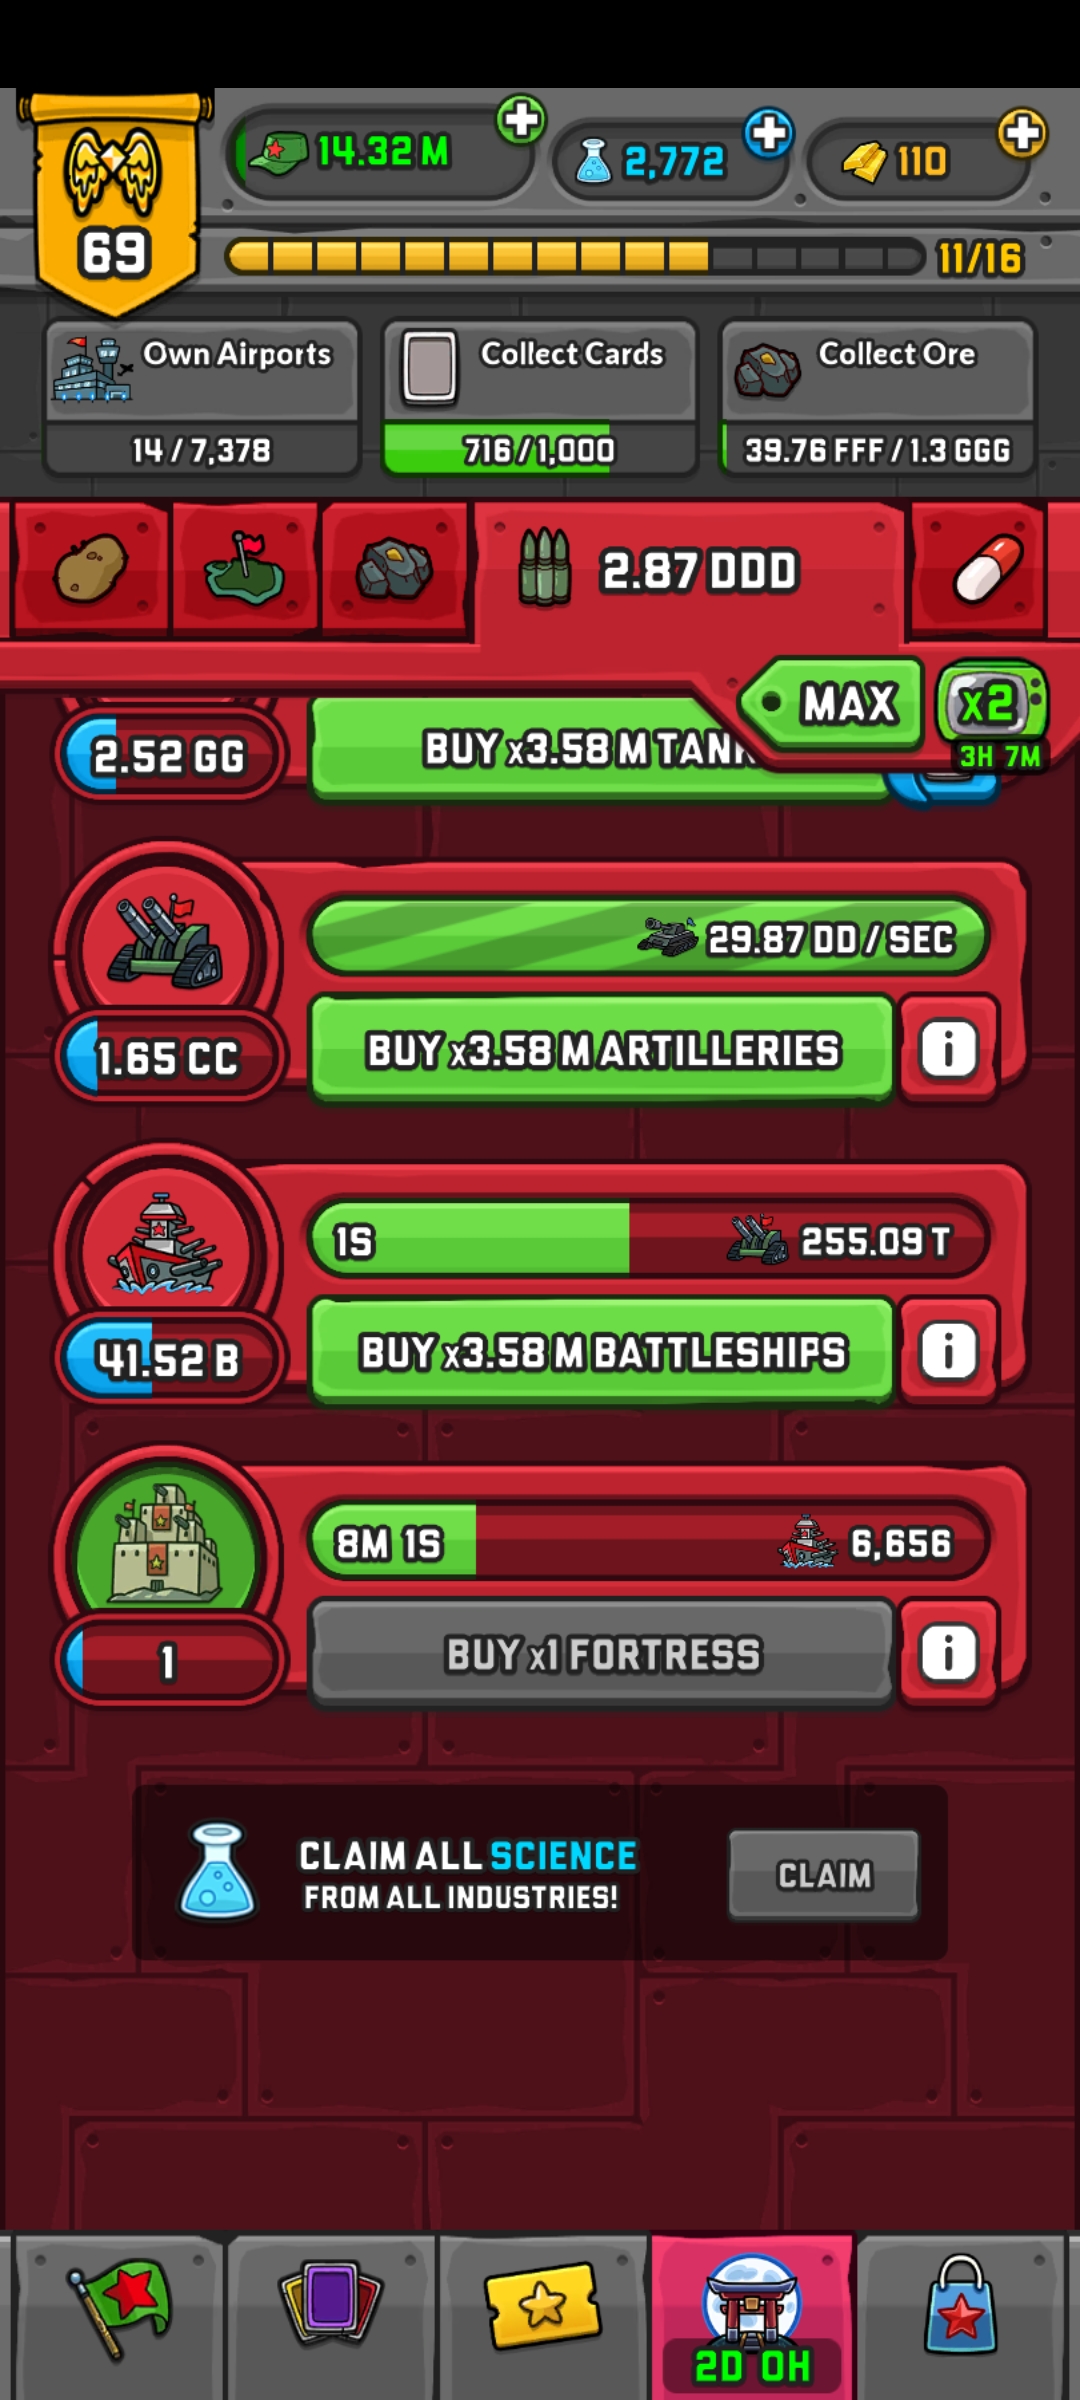 14.32 M
2,772
110
69
11/16
Own Airports
Collect Cards
Collect Ore
14 / 7,378
716 / 1,000
39.76 FFF / 1.3 GGG
2.87 DDD
MAX
x2
3H 7M
2.52 GG
BUY x3.58 M
29.87 DD / SEC
1.65 CC
BUY x3.58 M ARTILLERIES
i
1S
255.09 T
41.52 B
BUY x3.58 M BATTLESHIPS
i
8M 1S
6,656
1
BUY x1 FORTRESS
i
CLAIM ALL SCIENCE
FROM ALL INDUSTRIES!
CLAIM
2D 0H